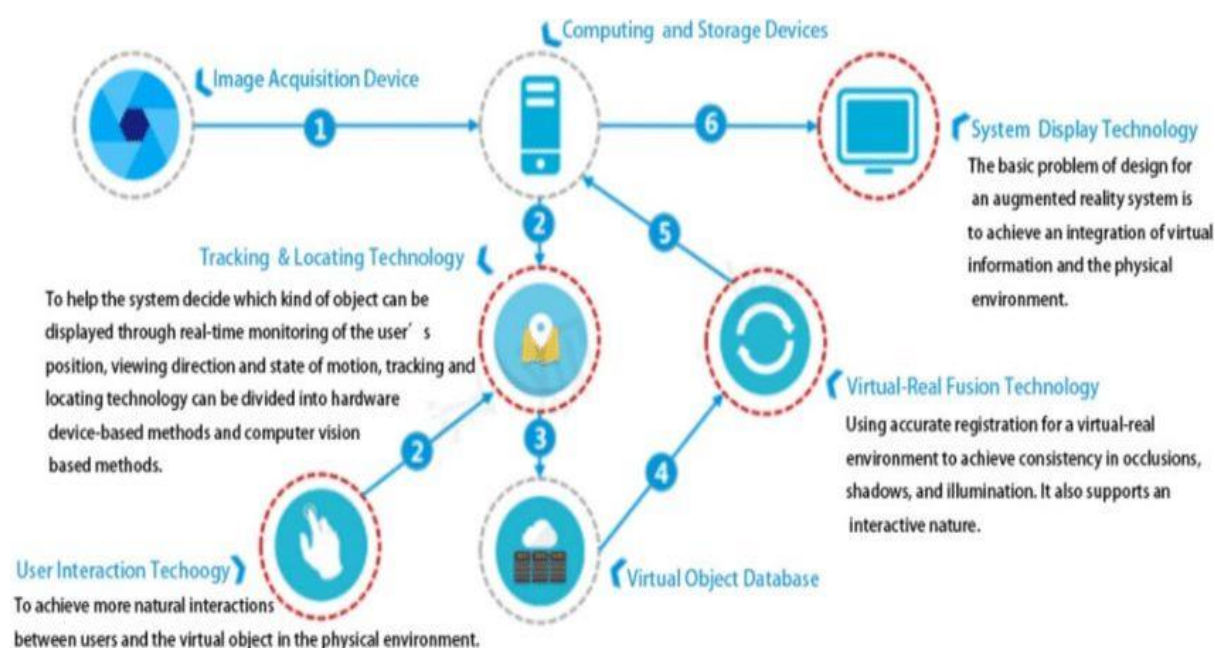 Computing and Storage Devices
Image Acquisition Device
1
6
System Display Technology
The basic problem of design for
an augmented reality system is
to achieve an integration of virtual
information and the physical
environment.
2
5
Tracking & Locating Technology
To help the system decide which kind of object can be
displayed through real-time monitoring of the user’ s
position, viewing direction and state of motion, tracking and
locating technology can be divided into hardware
device-based methods and computer vision
based methods.
Virtual-Real Fusion Technology
Using accurate registration for a virtual-real
environment to achieve consistency in occlusions,
shadows, and illumination. It also supports an
interactive nature.
2
3
4
User Interaction Techoogy
To achieve more natural interactions
between users and the virtual object in the physical environment.
Virtual Object Database